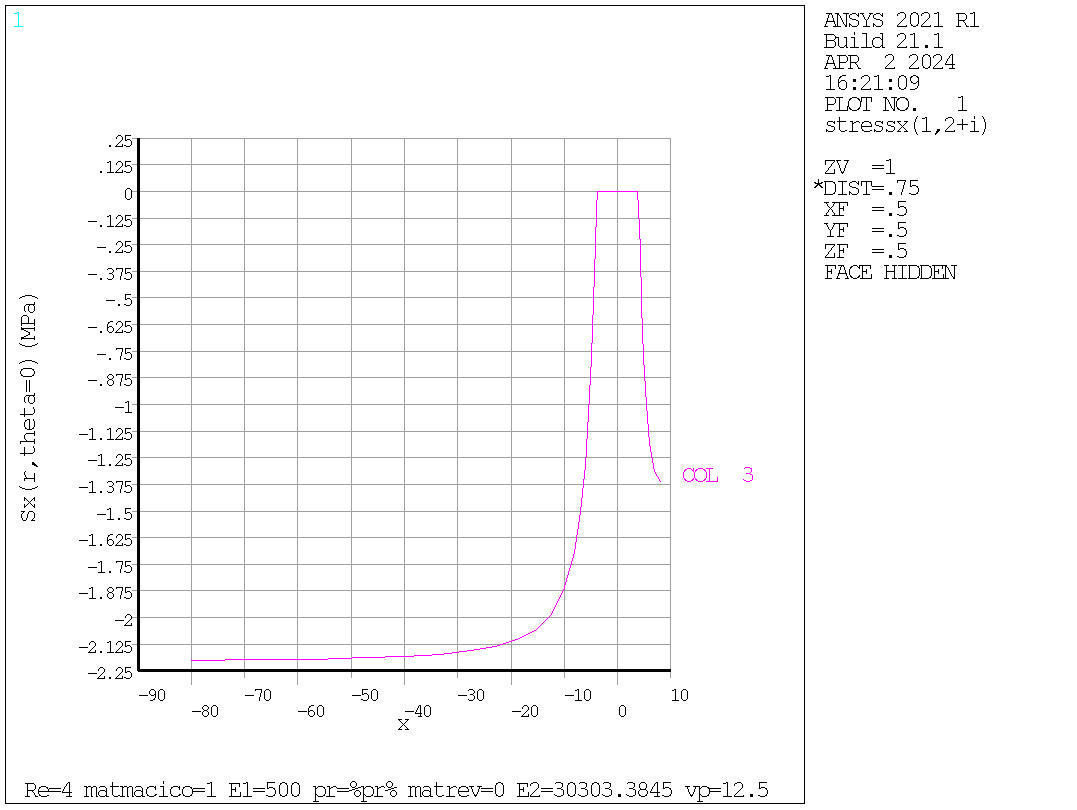 1
ANSYS 2021 R1
Build 21.1
APR  2 2024
16:21:09
PLOT NO.   1
stressx(1,2+i)
ZV  =1
*DIST=.75
XF  =.5
YF  =.5
ZF  =.5
FACE HIDDEN
Sx(r,theta=0)(MPa)
.25
.125
0
-.125
-.25
-.375
-.5
-.625
-.75
-.875
-1
-1.125
-1.25
-1.375
-1.5
-1.625
-1.75
-1.875
-2
-2.125
-2.25
COL  3
-90 -70 -50 -30 -10 10
-80 -60 -40 -20 0
X
Re=4 matmacico=1 E1=500 pr=%pr% matrev=0 E2=30303.3845 vp=12.5